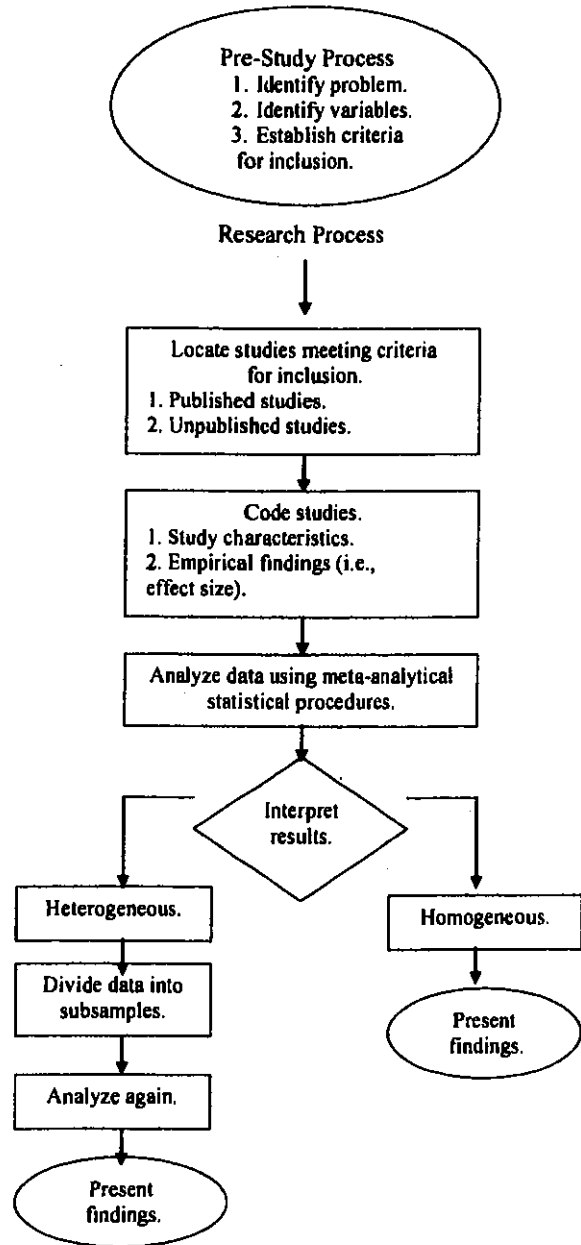 Pre-Study Process
1. Identify problem.
2. Identify variables.
3. Establish criteria
for inclusion.
Research Process
Locate studies meeting criteria
for inclusion.
1. Published studies.
2. Unpublished studies.
Code studies.
1. Study characteristics.
2. Empirical findings (i.e.,
effect size).
Analyze data using meta-analytical
statistical procedures.
Interpret
results.
Heterogeneous.
Divide data into
subsamples.
Analyze again.
Present
findings.
Homogeneous.
Present
findings.